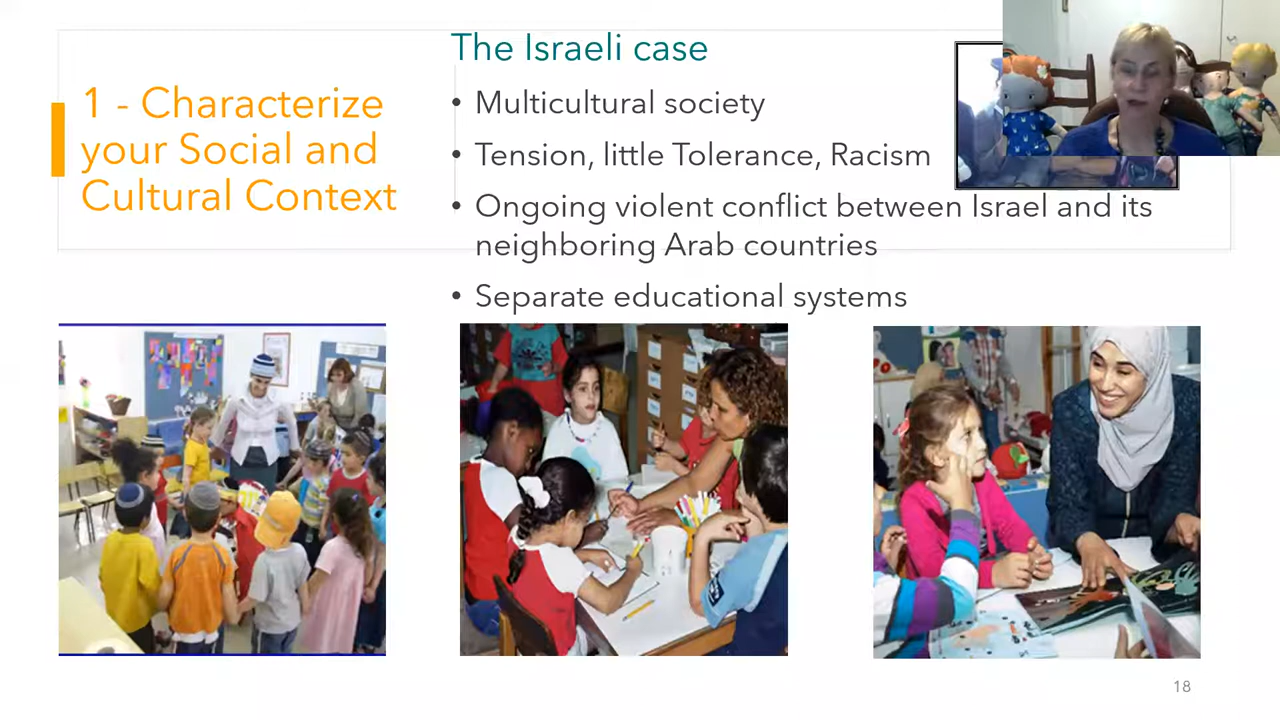 1 - Characterize
your Social and
Cultural Context
The Israeli case
• Multicultural society
• Tension, little Tolerance, Racism
• Ongoing violent conflict between Israel and its
neighboring Arab countries
• Separate educational systems
18